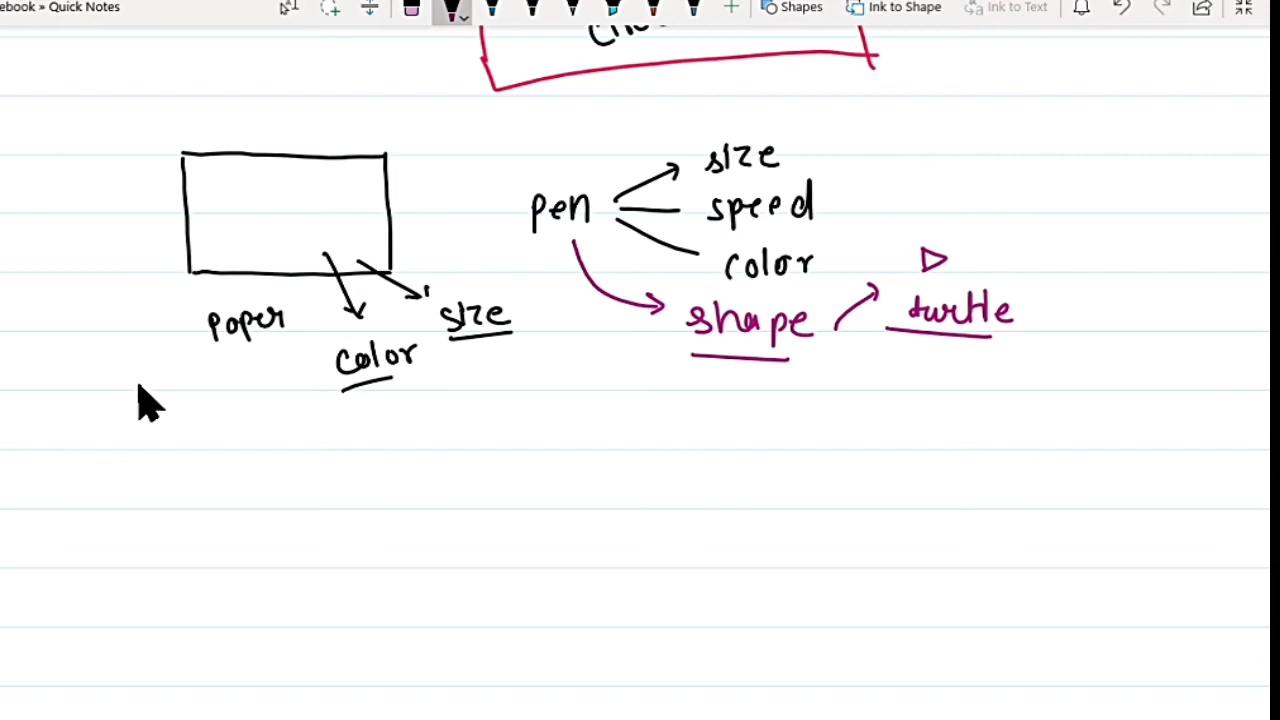 ebook » Quick Notes
Shapes
Ink to Shape
Ink to Text
size
pen
speed
color
turtle
paper
size
shape
color